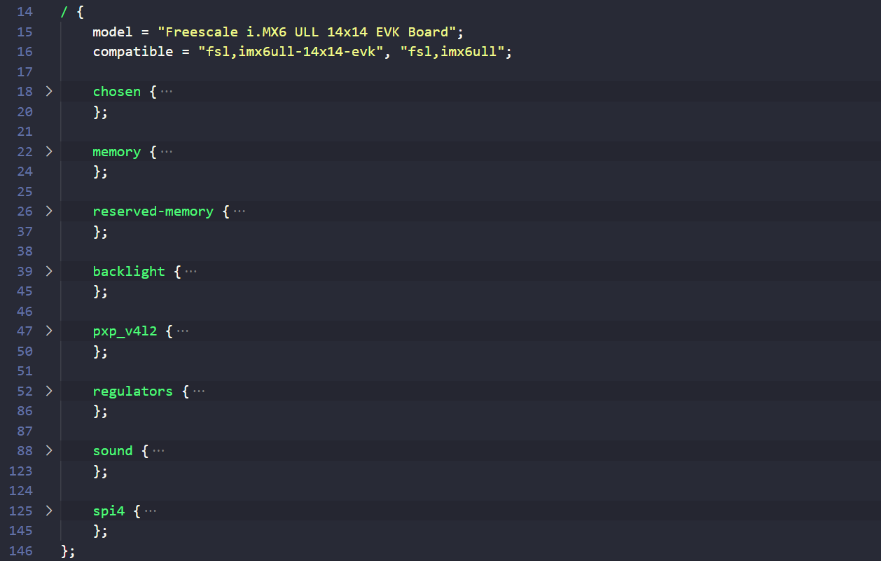 14 / {
15 model = "Freescale i.MX6 ULL 14x14 EVK Board";
16 compatible = "fsl,imx6ull-14x14-evk", "fsl,imx6ull";
17
18 > chosen { ···
20 };
21
22 > memory { ···
24 };
25
26 > reserved-memory { ···
37 };
38
39 > backlight { ···
45 };
46
47 > pxp_v4l2 { ···
50 };
51
52 > regulators { ···
86 };
87
88 > sound { ···
123 };
124
125 > spi4 { ···
145 };
146 };